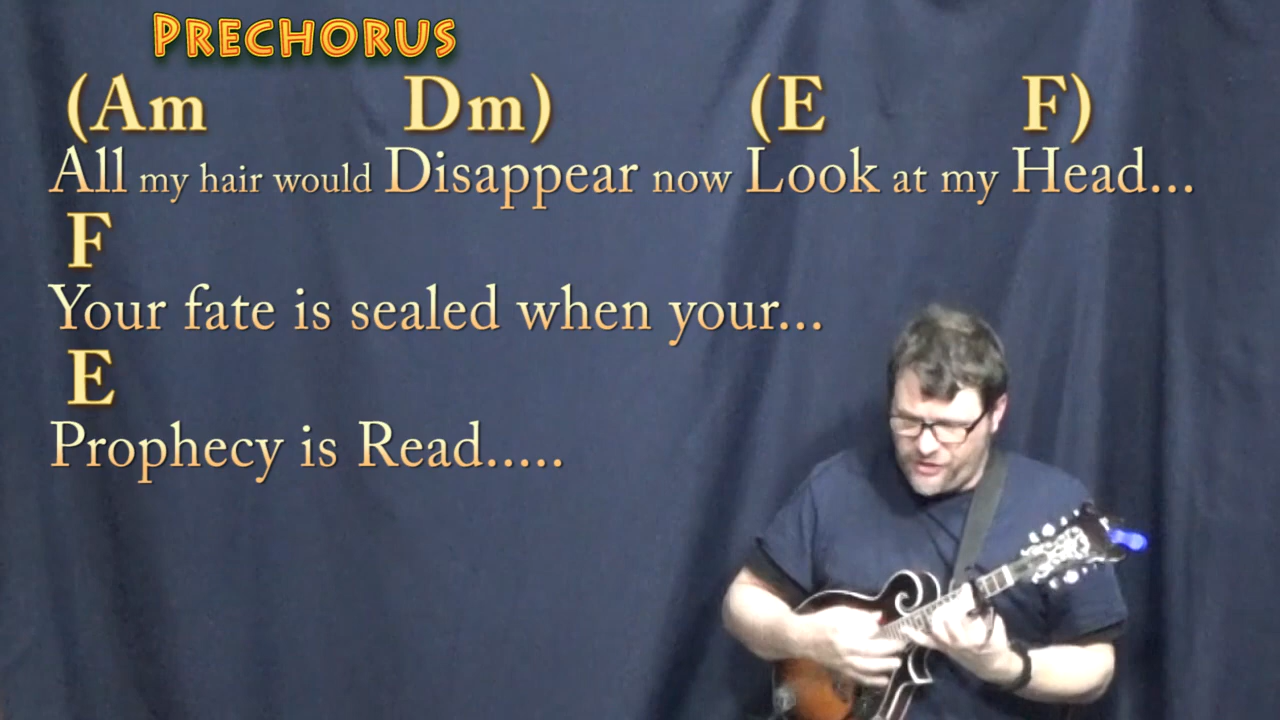 PRECHORUS
(Am Dm) (E F)
All my hair would Disappear now Look at my Head...
F
Your fate is sealed when your...
E
Prophecy is Read.....